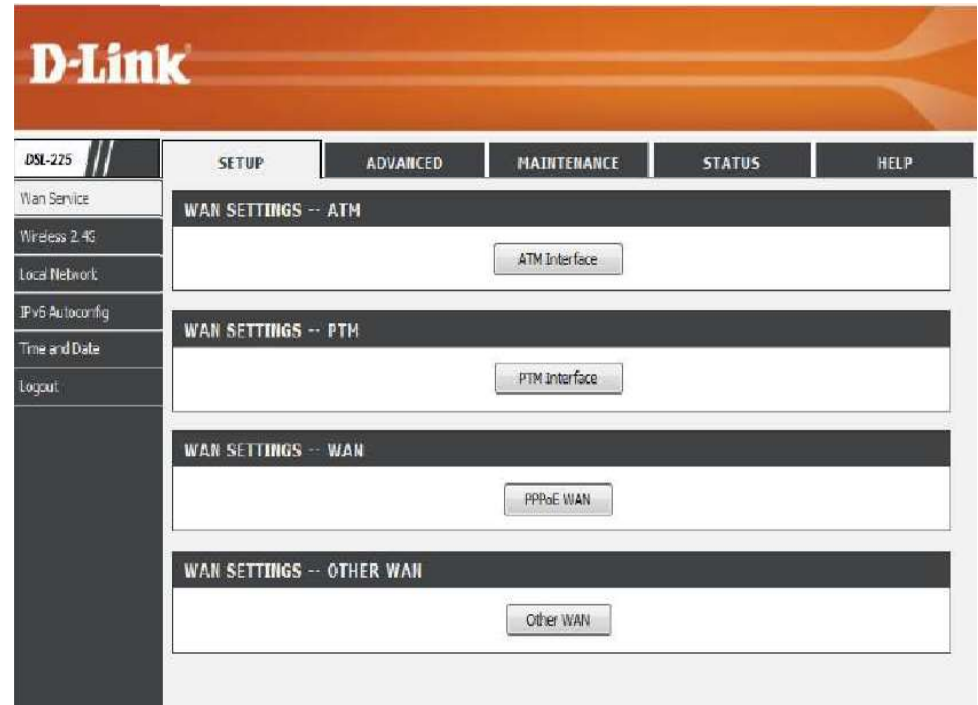 D-Link
DSL-225
SETUP
ADVANCED
MAINTENANCE
STATUS
HELP
Wan Service
Wireless 2.4G
Local Network
IPv6 Autoconfig
Time and Date
Logout
WAN SETTINGS -- ATM
ATM Interface
WAN SETTINGS -- PTM
PTM Interface
WAN SETTINGS -- WAN
PPPoE WAN
WAN SETTINGS -- OTHER WAN
Other WAN